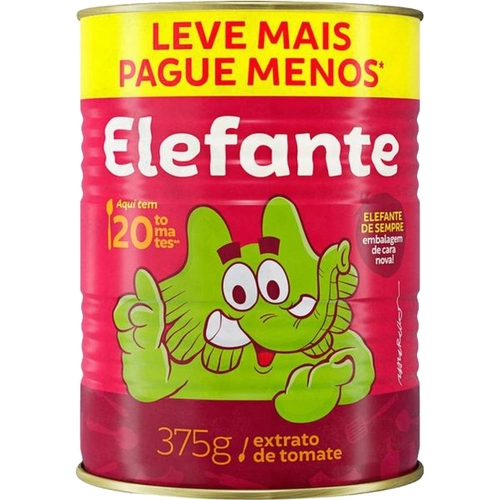 LEVE MAIS
PAGUE MENOS*
Elefante
Aqui tem
20 to
ma
tes**
ELEFANTE
DE SEMPRE
embalagem
de cara
nova!
375g extrato
de tomate